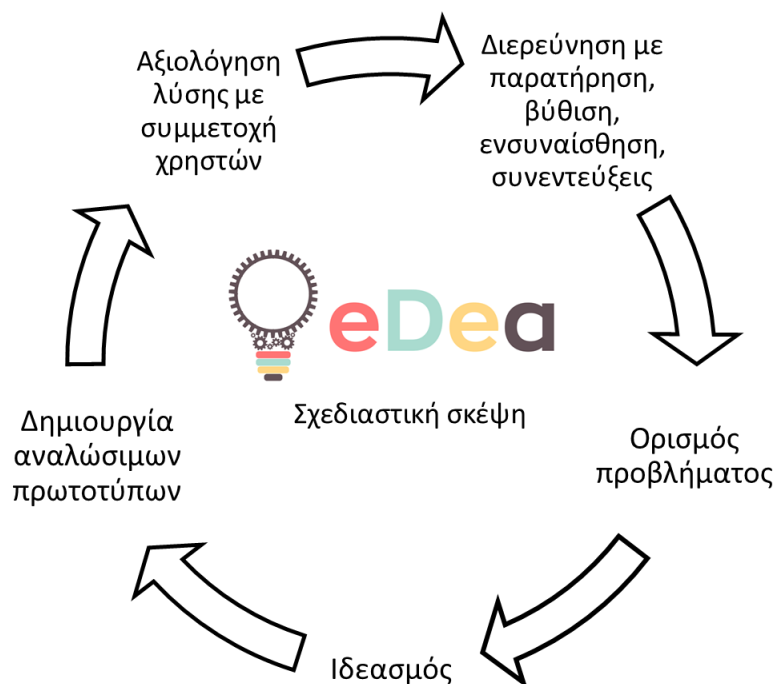 Αξιολόγηση
λύσης με
συμμετοχή
χρηστών
Διερεύνηση με
παρατήρηση,
βύθιση,
ενσυναίσθηση,
συνεντεύξεις
eDea
Σχεδιαστική σκέψη
Ορισμός
προβλήματος
Ιδεασμός
Δημιουργία
αναλώσιμων
πρωτοτύπων